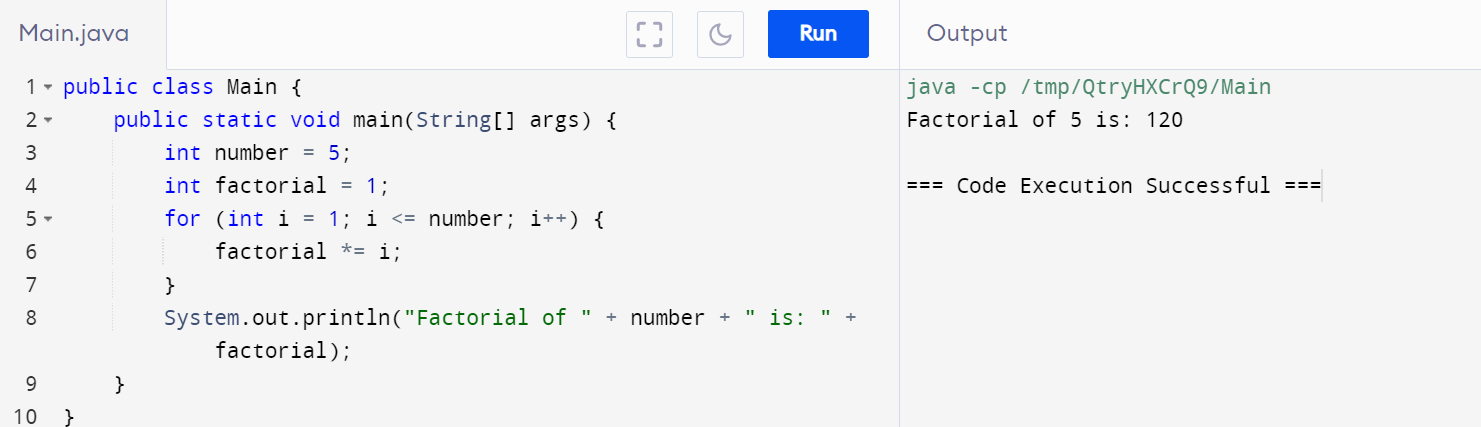 Main.java
Run
Output
1 public class Main {
2     public static void main(String[] args) {
3         int number = 5;
4         int factorial = 1;
5         for (int i = 1; i <= number; i++) {
6             factorial *= i;
7         }
8         System.out.println("Factorial of " + number + " is: " +
            factorial);
9     }
10 }
java -cp /tmp/QtryHXCrQ9/Main
Factorial of 5 is: 120
=== Code Execution Successful ===